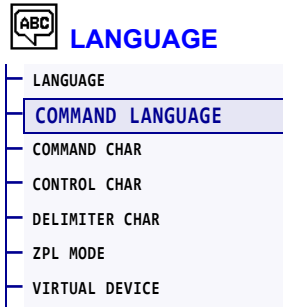 ABC
LANGUAGE
LANGUAGE
COMMAND LANGUAGE
COMMAND CHAR
CONTROL CHAR
DELIMITER CHAR
ZPL MODE
VIRTUAL DEVICE